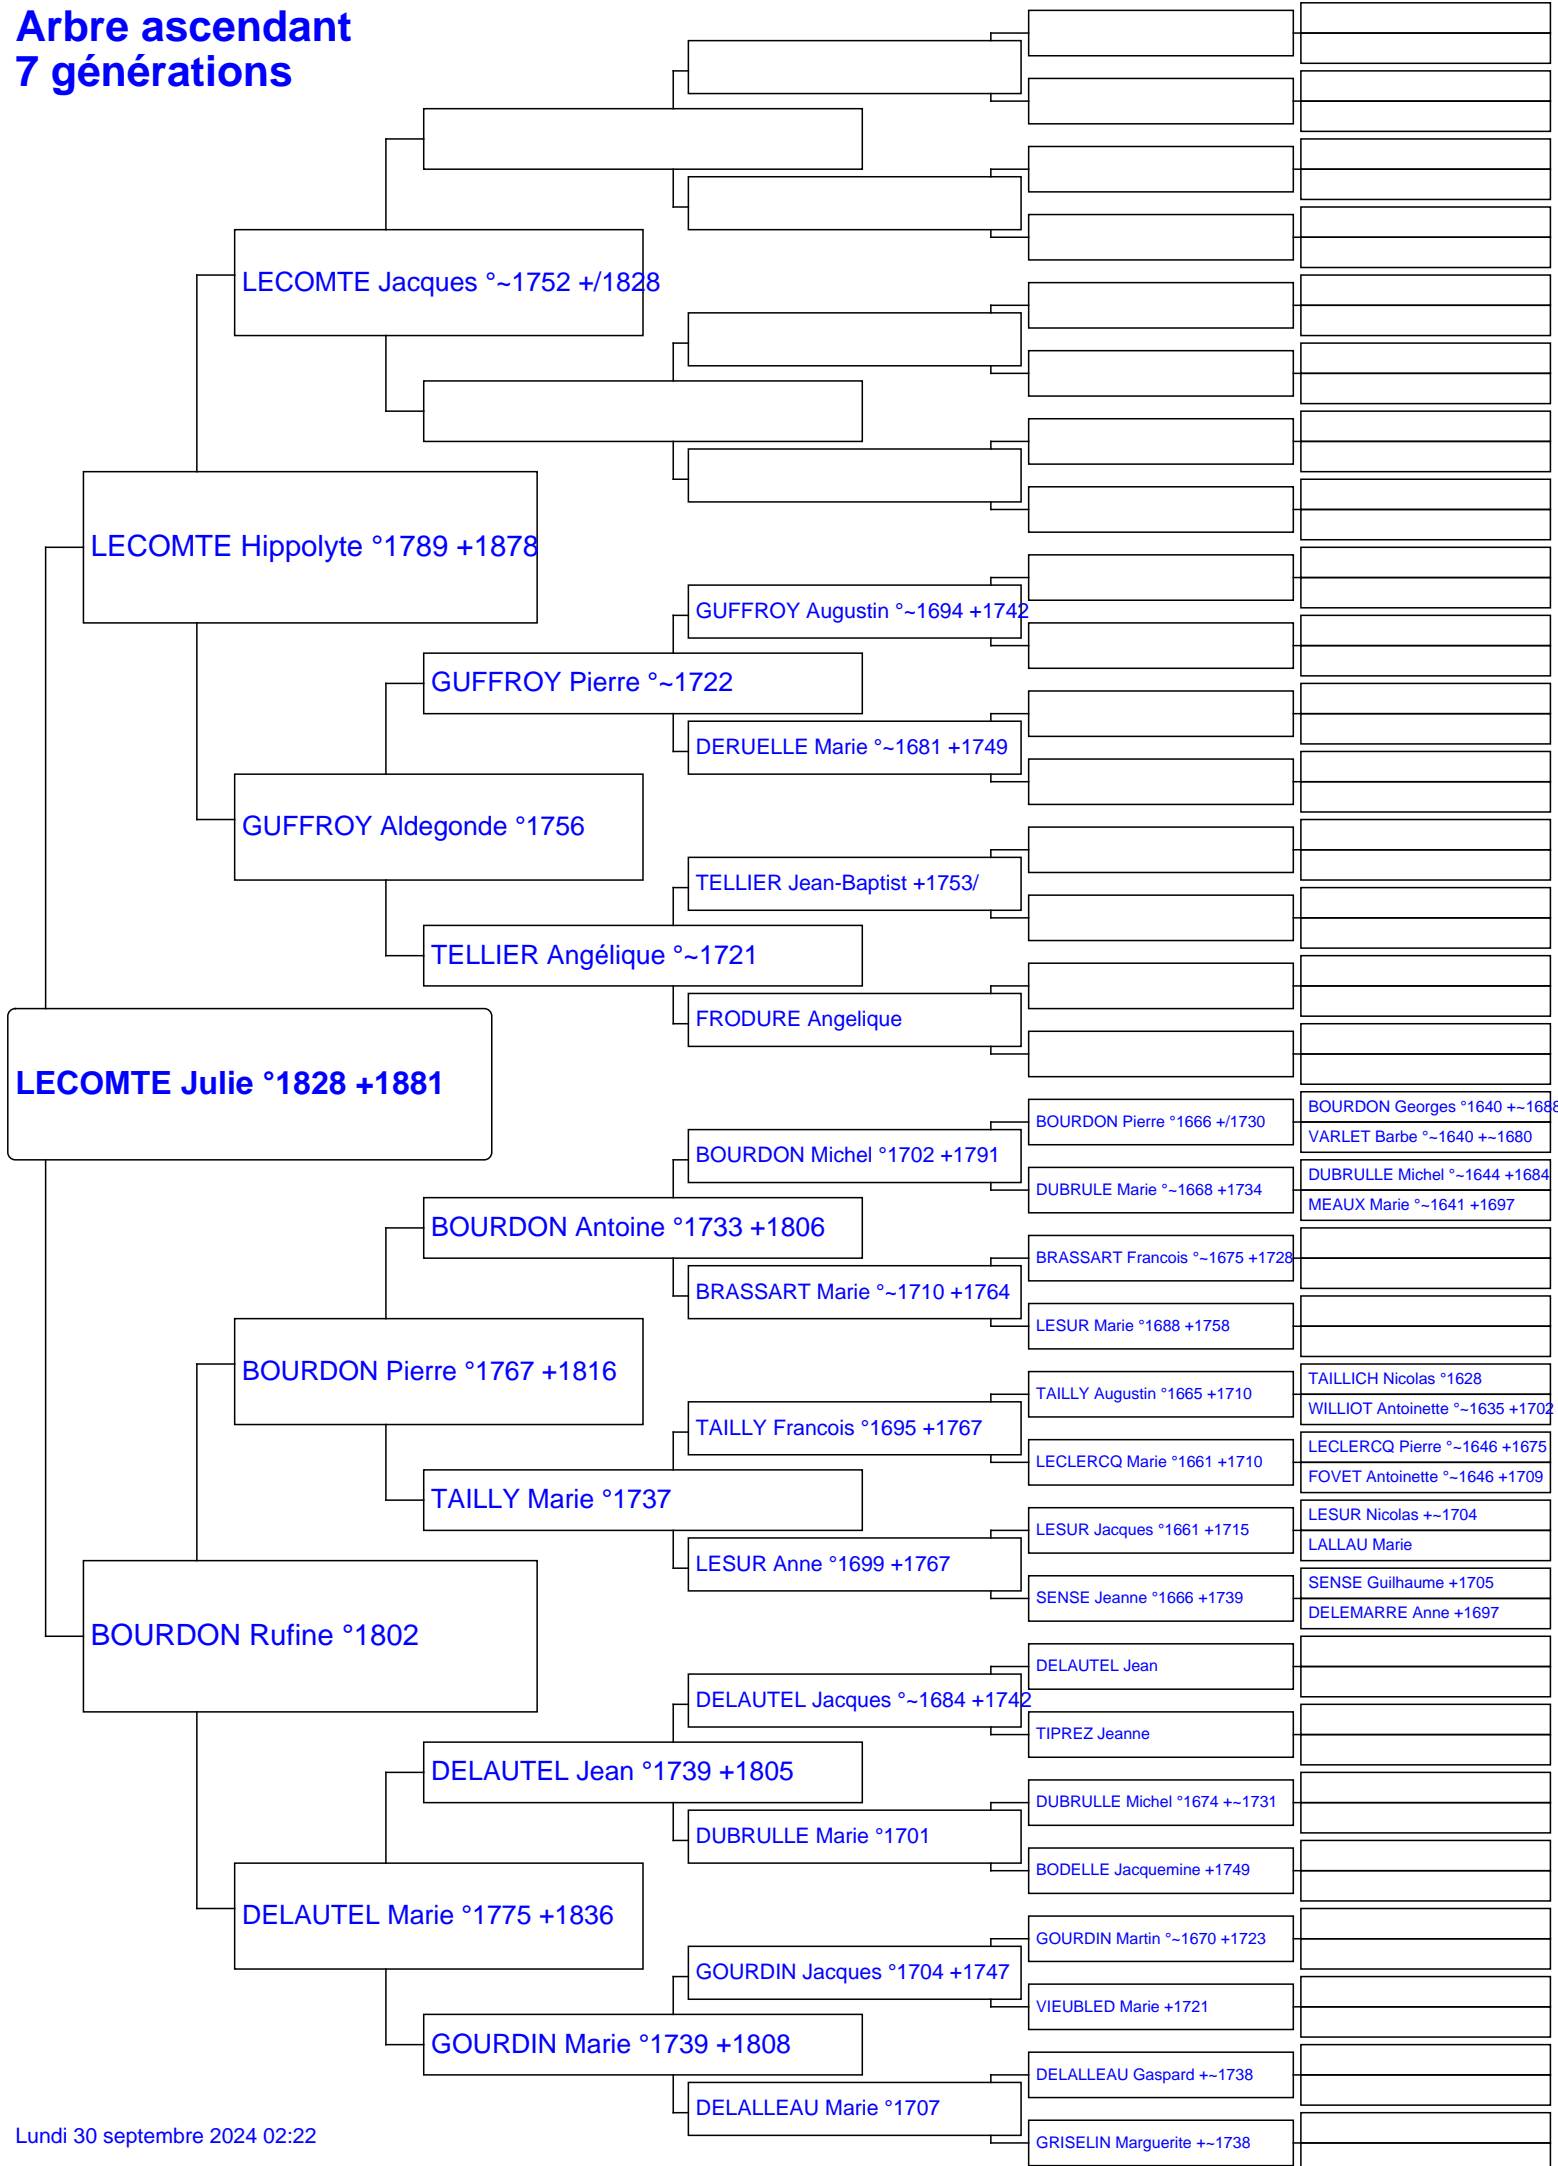 Arbre ascendant
7 générations
LECOMTE Jacques °~1752 +/1828
LECOMTE Hippolyte °1789 +1878
GUFFROY Augustin °~1694 +1742
GUFFROY Pierre °~1722
DERUELLE Marie °~1681 +1749
GUFFROY Aldegonde °1756
TELLIER Jean-Baptist +1753/
TELLIER Angélique °~1721
FRODURE Angelique
LECOMTE Julie °1828 +1881
BOURDON Georges °1640 +~1688
BOURDON Pierre °1666 +/1730
VARLET Barbe °~1640 +~1680
BOURDON Michel °1702 +1791
DUBRULLE Michel °~1644 +1684
DUBRULE Marie °~1668 +1734
MEAUX Marie °~1641 +1697
BOURDON Antoine °1733 +1806
BRASSART Francois °~1675 +1728
BRASSART Marie °~1710 +1764
LESUR Marie °1688 +1758
BOURDON Pierre °1767 +1816
TAILLICH Nicolas °1628
TAILLY Augustin °1665 +1710
WILLIOT Antoinette °~1635 +1702
TAILLY Francois °1695 +1767
LECLERCQ Pierre °~1646 +1675
LECLERCQ Marie °1661 +1710
FOVET Antoinette °~1646 +1709
TAILLY Marie °1737
LESUR Nicolas +~1704
LESUR Jacques °1661 +1715
LALLAU Marie
LESUR Anne °1699 +1767
SENSE Guilhaume +1705
SENSE Jeanne °1666 +1739
DELEMARRE Anne +1697
BOURDON Rufine °1802
DELAUTEL Jean
DELAUTEL Jacques °~1684 +1742
TIPREZ Jeanne
DELAUTEL Jean °1739 +1805
DUBRULLE Michel °1674 +~1731
DUBRULLE Marie °1701
BODELLE Jacquemine +1749
DELAUTEL Marie °1775 +1836
GOURDIN Martin °~1670 +1723
GOURDIN Jacques °1704 +1747
VIEUBLED Marie +1721
GOURDIN Marie °1739 +1808
DELALLEAU Gaspard +~1738
DELALLEAU Marie °1707
GRISELIN Marguerite +~1738
Lundi 30 septembre 2024 02:22